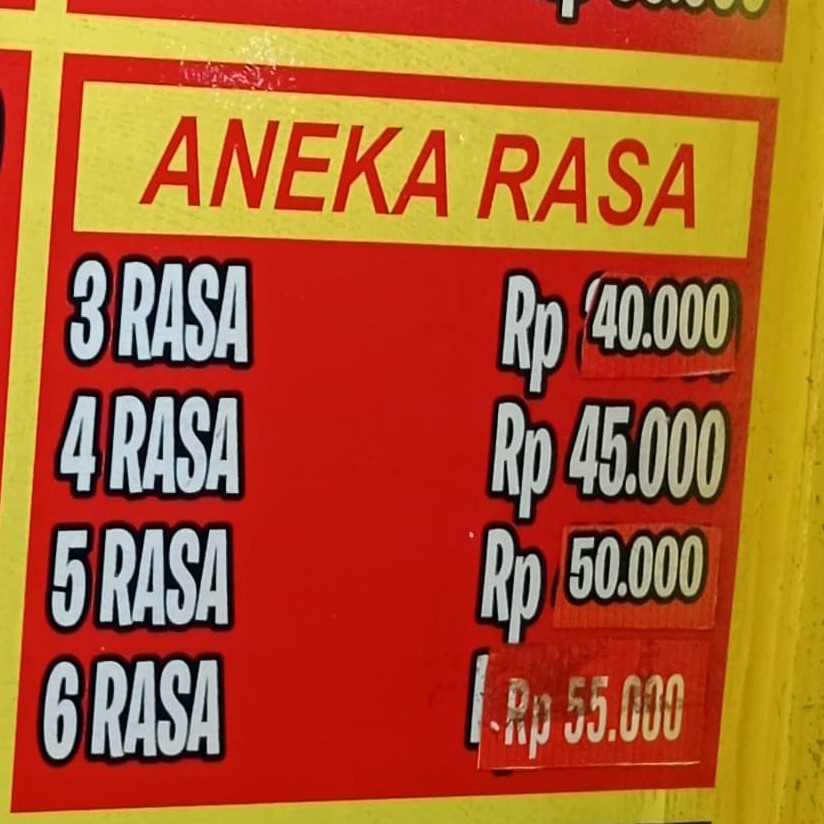 ANEKA RASA
3 RASA Rp 40.000
4 RASA Rp 45.000
5 RASA Rp 50.000
6 RASA Rp 55.000